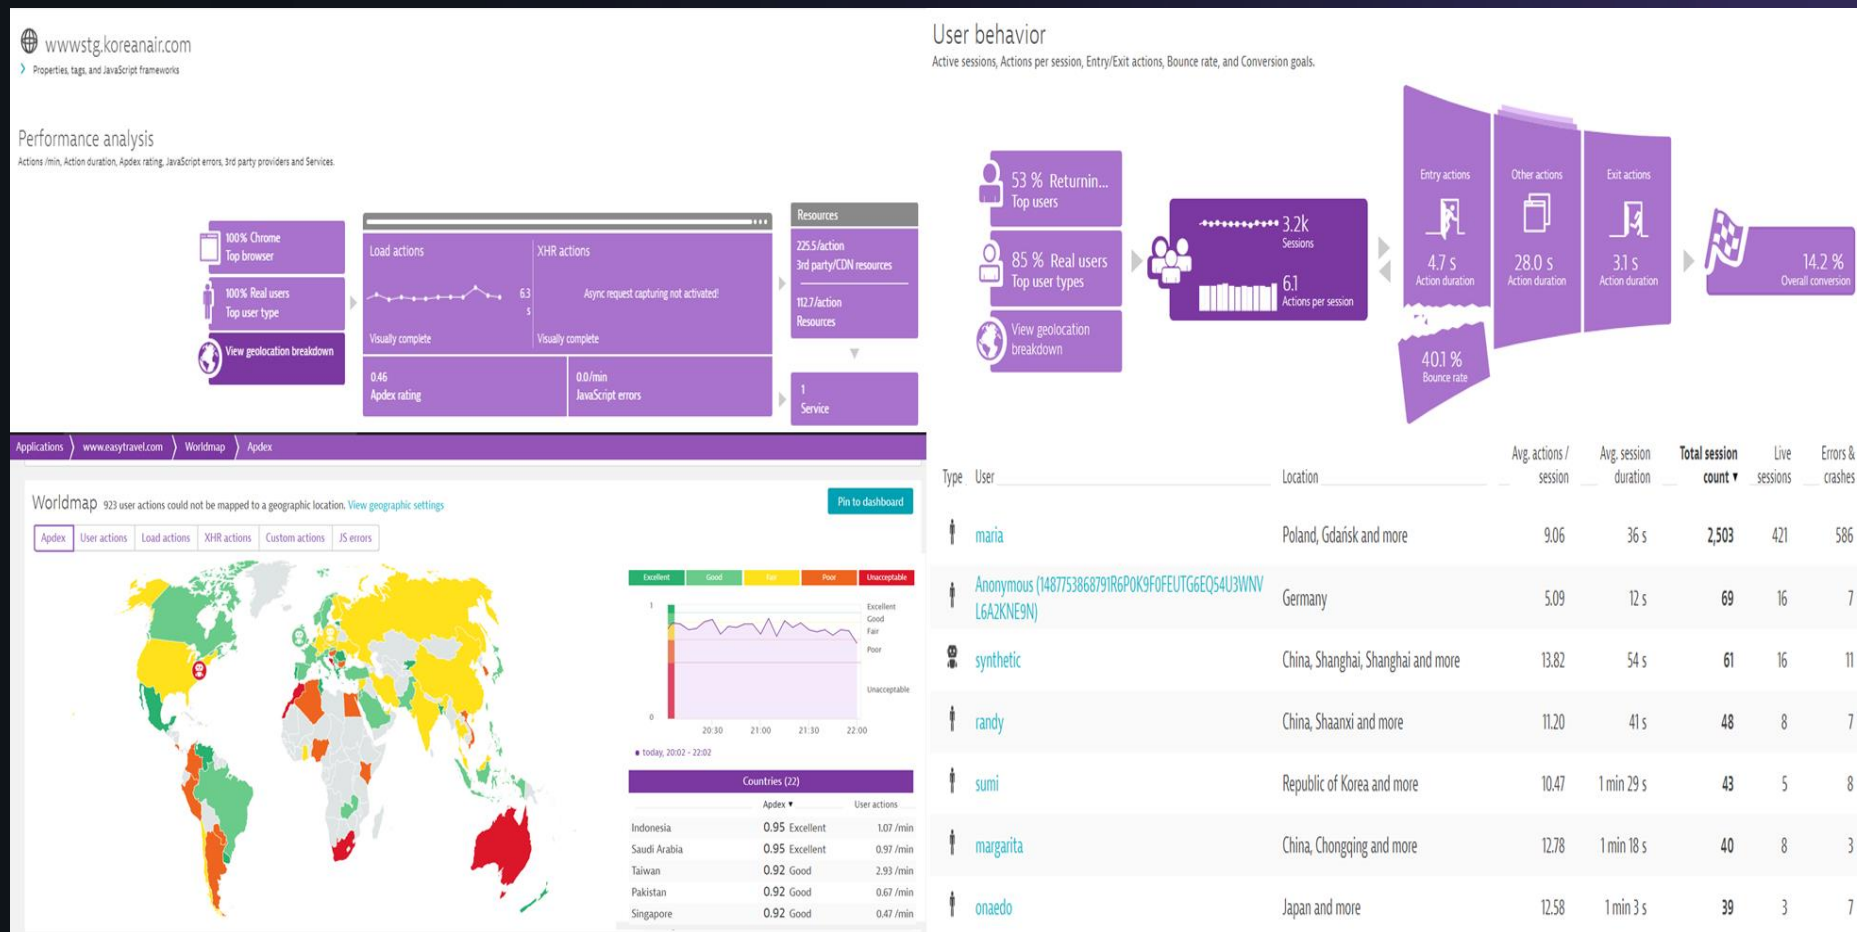 wwwstg.koreanair.com
Properties, tags, and JavaScript frameworks
Performance analysis
Actions /min, Action duration, Apdex rating, JavaScript errors, 3rd party providers and Services.
100% Chrome
Top browser
100% Real users
Top user type
View geolocation breakdown
Load actions
6.3
s
Visually complete
XHR actions
Async request capturing not activated!
Visually complete
0.46
Apdex rating
0.0/min
JavaScript errors
Resources
225.5/action
3rd party/CDN resources
112.7/action
Resources
1
Service
User behavior
Active sessions, Actions per session, Entry/Exit actions, Bounce rate, and Conversion goals.
53 % Returnin...
Top users
85 % Real users
Top user types
View geolocation
breakdown
3.2k
Sessions
6.1
Actions per session
Entry actions
4.7 s
Action duration
40.1 %
Bounce rate
Other actions
28.0 s
Action duration
Exit actions
3.1 s
Action duration
14.2 %
Overall conversion
Applications www.easytravel.com Worldmap Apdex
Worldmap 923 user actions could not be mapped to a geographic location. View geographic settings
Pin to dashboard
Apdex User actions Load actions XHR actions Custom actions JS errors
Excellent Good Fair Poor Unacceptable
1
0
Excellent
Good
Fair
Poor
Unacceptable
20:30 21:00 21:30 22:00
today, 20:02 - 22:02
Countries (22)
Apdex ▼ User actions
Indonesia 0.95 Excellent 1.07 /min
Saudi Arabia 0.95 Excellent 0.97 /min
Taiwan 0.92 Good 2.93 /min
Pakistan 0.92 Good 0.67 /min
Singapore 0.92 Good 0.47 /min
Type User Location Avg. actions / session Avg. session duration Total session count ▼ Live sessions Errors & crashes
maria Poland, Gdańsk and more 9.06 36 s 2,503 421 586
Anonymous (1487753868791R6P0K9F0FEUTG6EQ54U3WNV
L6A2KNE9N) Germany 5.09 12 s 69 16 7
synthetic China, Shanghai, Shanghai and more 13.82 54 s 61 16 11
randy China, Shaanxi and more 11.20 41 s 48 8 7
sumi Republic of Korea and more 10.47 1 min 29 s 43 5 8
margarita China, Chongqing and more 12.78 1 min 18 s 40 8 3
onaedo Japan and more 12.58 1 min 3 s 39 3 7